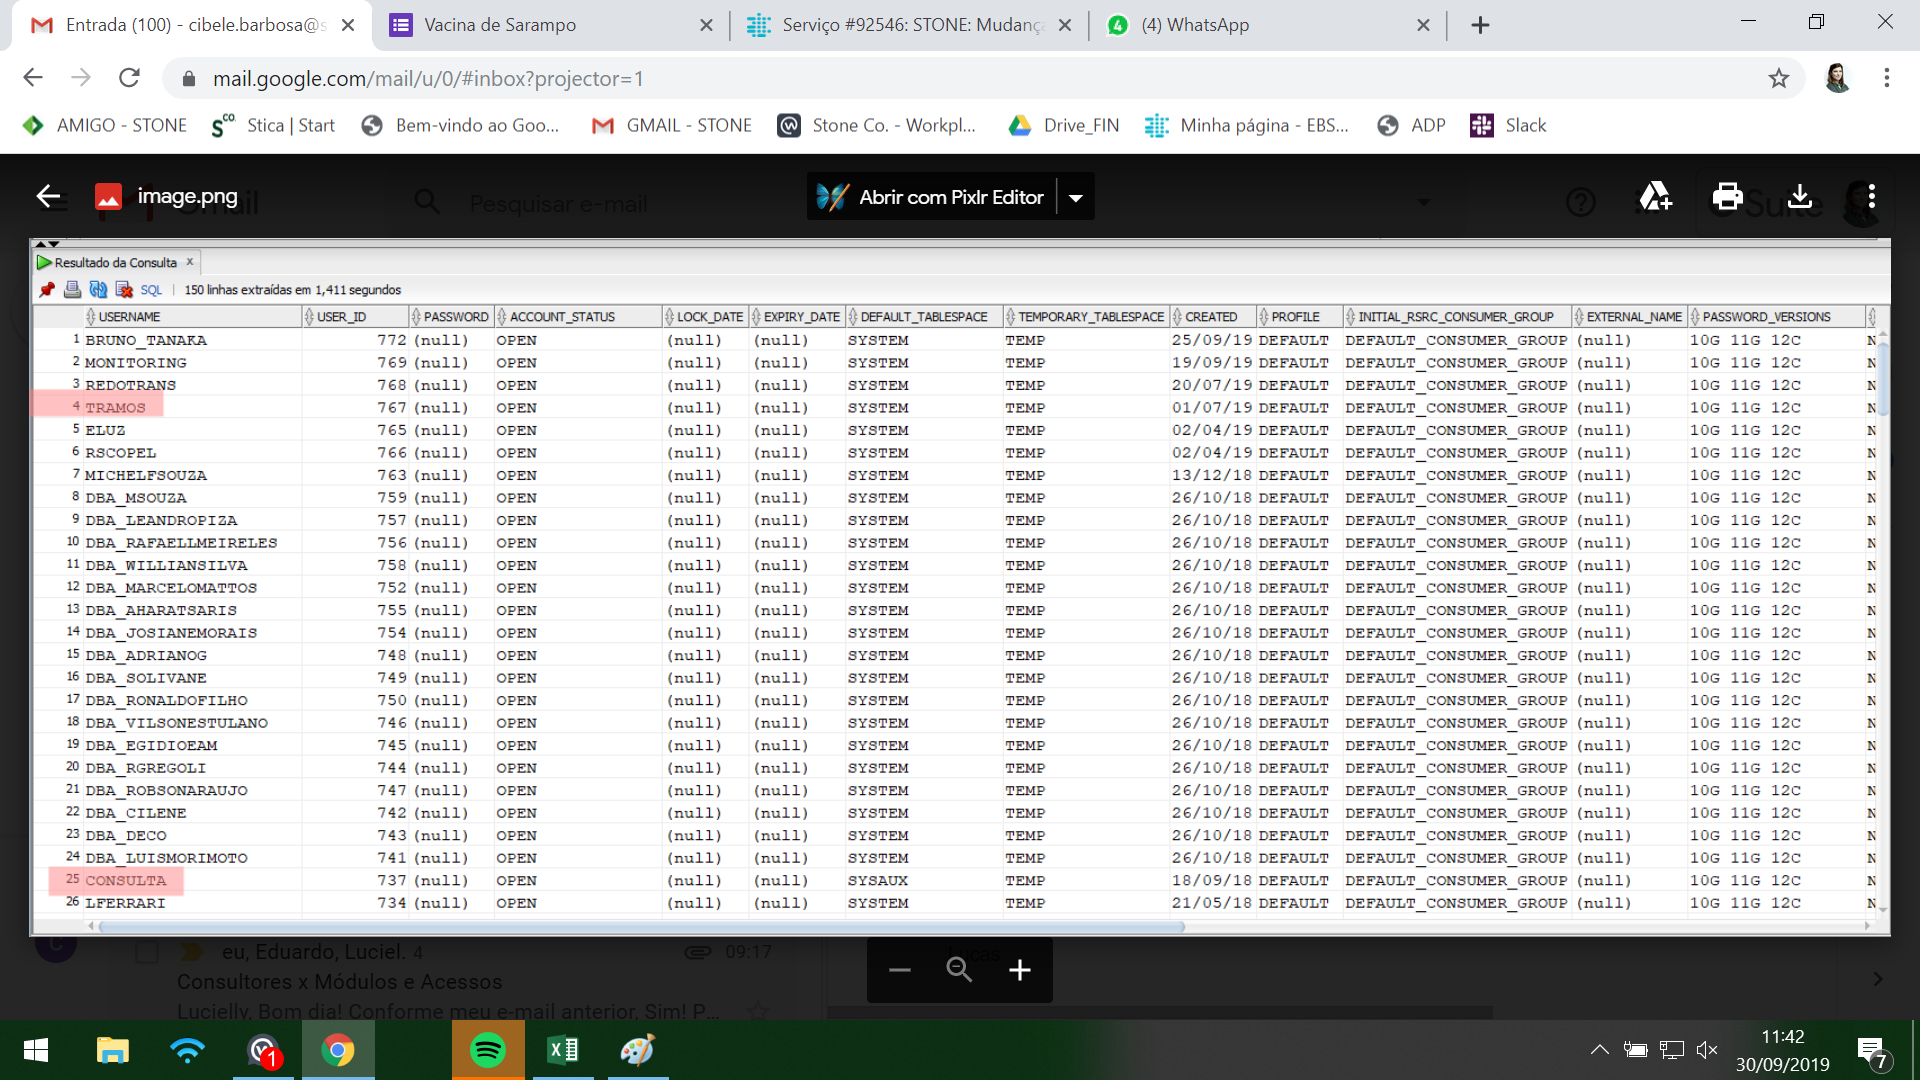 Entrada (100) - cibele.barbosa@s
Vacina de Sarampo
Serviço #92546: STONE: Mudança
4
(4) WhatsApp
mail.google.com/mail/u/0/#inbox?projector=1
AMIGO - STONE
Stica | Start
Bem-vindo ao Goo...
GMAIL - STONE
Stone Co. - Workpl...
Drive_FIN
Minha página - EBS...
ADP
Slack
image.png
Gmail
Pesquisar e-mail
Abrir com Pixlr Editor
Suite
Resultado da Consulta x
SQL | 150 linhas extraídas em 1,411 segundos
USERNAME USER_ID PASSWORD ACCOUNT_STATUS LOCK_DATE EXPIRY_DATE DEFAULT_TABLESPACE TEMPORARY_TABLESPACE CREATED PROFILE INITIAL_RSRC_CONSUMER_GROUP EXTERNAL_NAME PASSWORD_VERSIONS
1 BRUNO_TANAKA 772 (null) OPEN (null) (null) SYSTEM TEMP 25/09/19 DEFAULT DEFAULT_CONSUMER_GROUP (null) 10G 11G 12C N
2 MONITORING 769 (null) OPEN (null) (null) SYSTEM TEMP 19/09/19 DEFAULT DEFAULT_CONSUMER_GROUP (null) 10G 11G 12C N
3 REDOTRANS 768 (null) OPEN (null) (null) SYSTEM TEMP 20/07/19 DEFAULT DEFAULT_CONSUMER_GROUP (null) 10G 11G 12C N
4 TRAMOS 767 (null) OPEN (null) (null) SYSTEM TEMP 01/07/19 DEFAULT DEFAULT_CONSUMER_GROUP (null) 10G 11G 12C N
5 ELUZ 765 (null) OPEN (null) (null) SYSTEM TEMP 02/04/19 DEFAULT DEFAULT_CONSUMER_GROUP (null) 10G 11G 12C N
6 RSCOPEL 766 (null) OPEN (null) (null) SYSTEM TEMP 02/04/19 DEFAULT DEFAULT_CONSUMER_GROUP (null) 10G 11G 12C N
7 MICHELFSOUZA 763 (null) OPEN (null) (null) SYSTEM TEMP 13/12/18 DEFAULT DEFAULT_CONSUMER_GROUP (null) 10G 11G 12C N
8 DBA_MSOUZA 759 (null) OPEN (null) (null) SYSTEM TEMP 26/10/18 DEFAULT DEFAULT_CONSUMER_GROUP (null) 10G 11G 12C N
9 DBA_LEANDROPIZA 757 (null) OPEN (null) (null) SYSTEM TEMP 26/10/18 DEFAULT DEFAULT_CONSUMER_GROUP (null) 10G 11G 12C N
10 DBA_RAFAELLMEIRELES 756 (null) OPEN (null) (null) SYSTEM TEMP 26/10/18 DEFAULT DEFAULT_CONSUMER_GROUP (null) 10G 11G 12C N
11 DBA_WILLIANSILVA 758 (null) OPEN (null) (null) SYSTEM TEMP 26/10/18 DEFAULT DEFAULT_CONSUMER_GROUP (null) 10G 11G 12C N
12 DBA_MARCELOMATTOS 752 (null) OPEN (null) (null) SYSTEM TEMP 26/10/18 DEFAULT DEFAULT_CONSUMER_GROUP (null) 10G 11G 12C N
13 DBA_AHARATSARIS 755 (null) OPEN (null) (null) SYSTEM TEMP 26/10/18 DEFAULT DEFAULT_CONSUMER_GROUP (null) 10G 11G 12C N
14 DBA_JOSIANEMORAIS 754 (null) OPEN (null) (null) SYSTEM TEMP 26/10/18 DEFAULT DEFAULT_CONSUMER_GROUP (null) 10G 11G 12C N
15 DBA_ADRIANOG 748 (null) OPEN (null) (null) SYSTEM TEMP 26/10/18 DEFAULT DEFAULT_CONSUMER_GROUP (null) 10G 11G 12C N
16 DBA_SOLIVANE 749 (null) OPEN (null) (null) SYSTEM TEMP 26/10/18 DEFAULT DEFAULT_CONSUMER_GROUP (null) 10G 11G 12C N
17 DBA_RONALDOFILHO 750 (null) OPEN (null) (null) SYSTEM TEMP 26/10/18 DEFAULT DEFAULT_CONSUMER_GROUP (null) 10G 11G 12C N
18 DBA_VILSONESTULANO 746 (null) OPEN (null) (null) SYSTEM TEMP 26/10/18 DEFAULT DEFAULT_CONSUMER_GROUP (null) 10G 11G 12C N
19 DBA_EGIDIOEAM 745 (null) OPEN (null) (null) SYSTEM TEMP 26/10/18 DEFAULT DEFAULT_CONSUMER_GROUP (null) 10G 11G 12C N
20 DBA_RGREGOLI 744 (null) OPEN (null) (null) SYSTEM TEMP 26/10/18 DEFAULT DEFAULT_CONSUMER_GROUP (null) 10G 11G 12C N
21 DBA_ROBSONARAUJO 747 (null) OPEN (null) (null) SYSTEM TEMP 26/10/18 DEFAULT DEFAULT_CONSUMER_GROUP (null) 10G 11G 12C N
22 DBA_CILENE 742 (null) OPEN (null) (null) SYSTEM TEMP 26/10/18 DEFAULT DEFAULT_CONSUMER_GROUP (null) 10G 11G 12C N
23 DBA_DECO 743 (null) OPEN (null) (null) SYSTEM TEMP 26/10/18 DEFAULT DEFAULT_CONSUMER_GROUP (null) 10G 11G 12C N
24 DBA_LUISMORIMOTO 741 (null) OPEN (null) (null) SYSTEM TEMP 26/10/18 DEFAULT DEFAULT_CONSUMER_GROUP (null) 10G 11G 12C N
25 CONSULTA 737 (null) OPEN (null) (null) SYSAUX TEMP 18/09/18 DEFAULT DEFAULT_CONSUMER_GROUP (null) 10G 11G 12C N
26 LFERRARI 734 (null) OPEN (null) (null) SYSTEM TEMP 21/05/18 DEFAULT DEFAULT_CONSUMER_GROUP (null) 10G 11G 12C N
C
eu, Eduardo, Luciel. 4 09:17
Consultores x Módulos e Acessos
Lucielly, Bom dia! Conforme meu e-mail anterior, Sim! P...
Lucas
1
11:42
30/09/2019
7